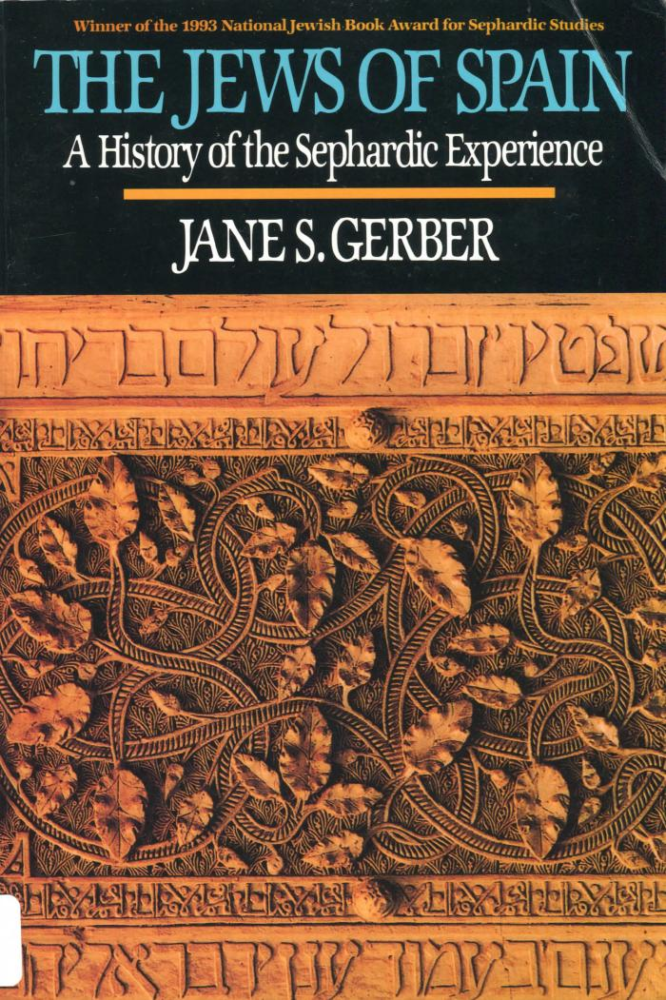 Winner of the 1993 National Jewish Book Award for Sephardic Studies
THE JEWS OF SPAIN
A History of the Sephardic Experience
JANE S. GERBER